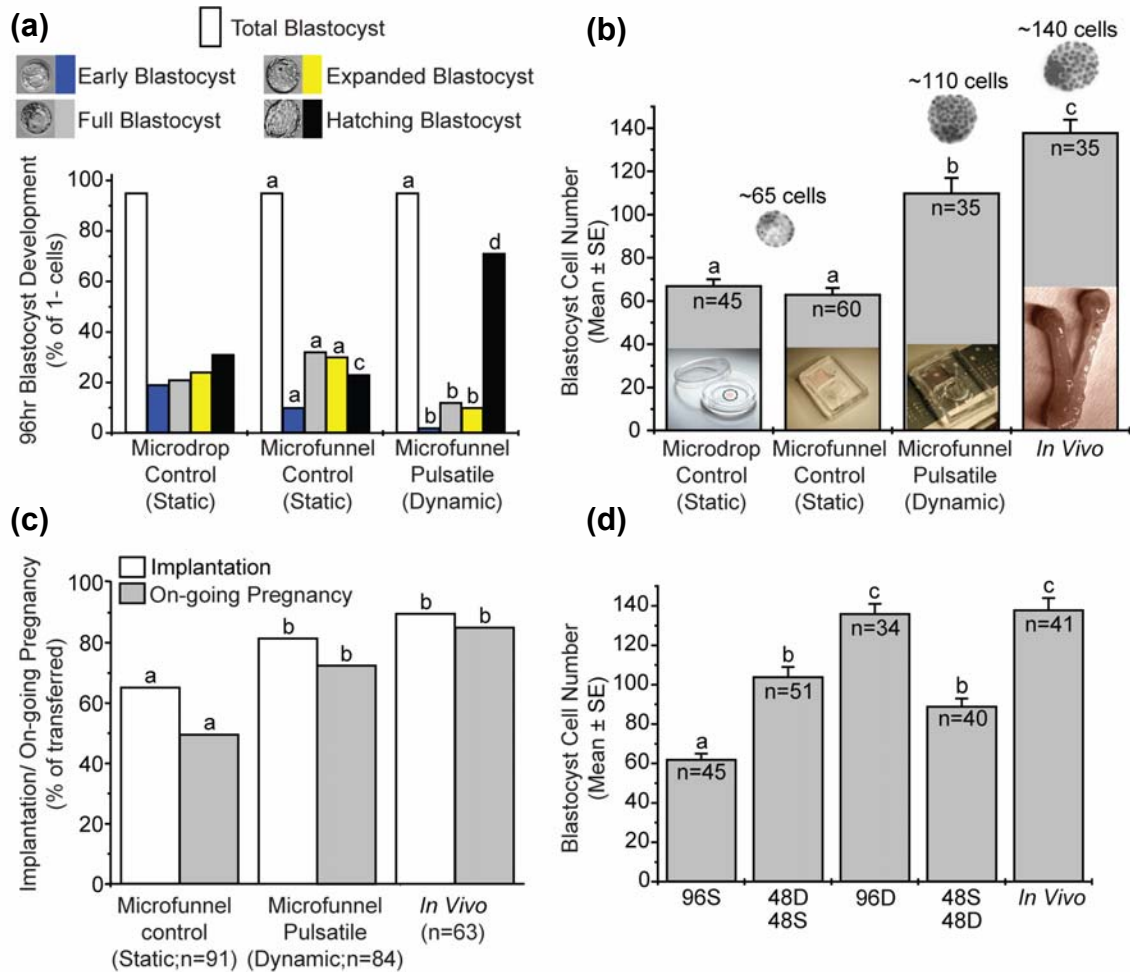 (a)
Total Blastocyst
Early Blastocyst
Expanded Blastocyst
Full Blastocyst
Hatching Blastocyst
96hr Blastocyst Development
(% of 1- cells)
100
80
60
40
20
0
a
a
a
a
a
c
b
b
b
d
Microdrop
Control
(Static)
Microfunnel
Control
(Static)
Microfunnel
Pulsatile
(Dynamic)
(b)
~65 cells
~110 cells
~140 cells
Blastocyst Cell Number
(Mean ± SE)
140
120
100
80
60
40
20
0
a
n=45
a
n=60
b
n=35
c
n=35
Microdrop
Control
(Static)
Microfunnel
Control
(Static)
Microfunnel
Pulsatile
(Dynamic)
In Vivo
(c)
Implantation
On-going Pregnancy
Implantation/ On-going Pregnancy
(% of transferred)
100
80
60
40
20
0
a
a
b
b
b
b
Microfunnel
control
(Static;n=91)
Microfunnel
Pulsatile
(Dynamic;n=84)
In Vivo
(n=63)
(d)
Blastocyst Cell Number
(Mean ± SE)
140
120
100
80
60
40
20
0
a
n=45
b
n=51
c
n=34
b
n=40
c
n=41
96S
48D
48S
96D
48S
48D
In Vivo